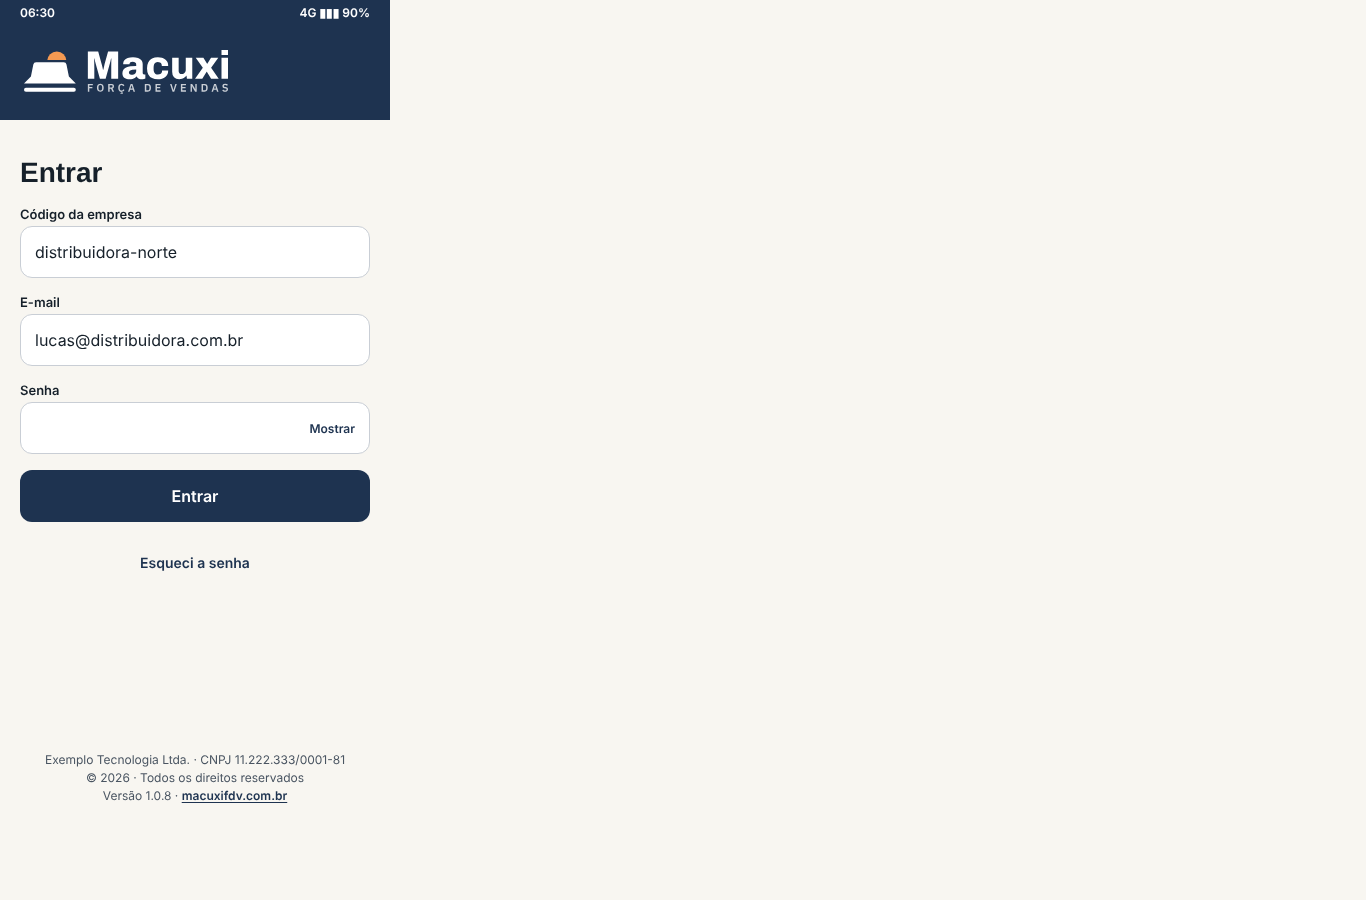 06:30
4G 90%
Macuxi
FORÇA DE VENDAS
Entrar
Código da empresa
distribuidora-norte
E-mail
lucas@distribuidora.com.br
Senha
Mostrar
Entrar
Esqueci a senha
Exemplo Tecnologia Ltda. · CNPJ 11.222.333/0001-81
© 2026 · Todos os direitos reservados
Versão 1.0.8 · macuxifdv.com.br